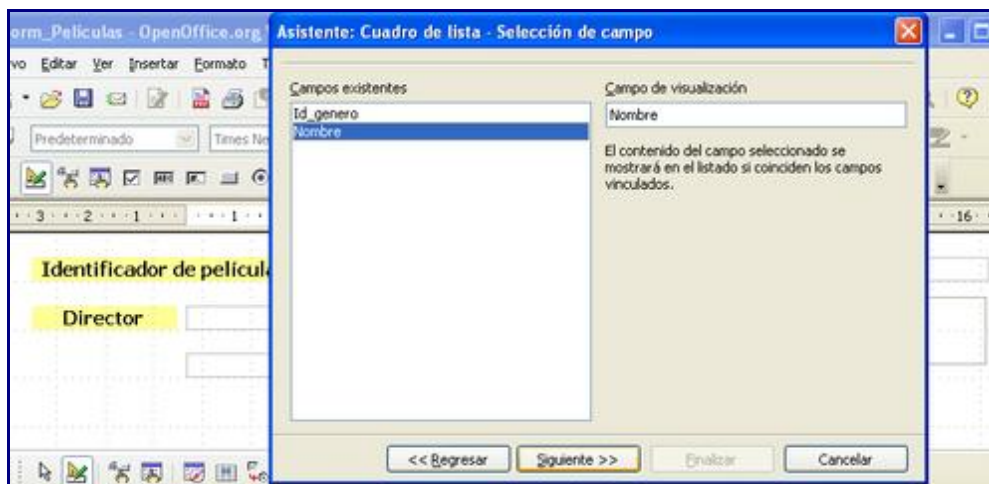 orm_Películas - OpenOffice.org
Asistente: Cuadro de lista - Selección de campo
vo Editar Ver Insertar Formato T
Predeterminado
Times Ne
Campos existentes
Id_genero
Nombre
Campo de visualización
Nombre
El contenido del campo seleccionado se
mostrará en el listado si coinciden los campos
vinculados.
3 2 1 1 16
Identificador de película
Director
<< Regresar
Siguiente >>
Finalizar
Cancelar